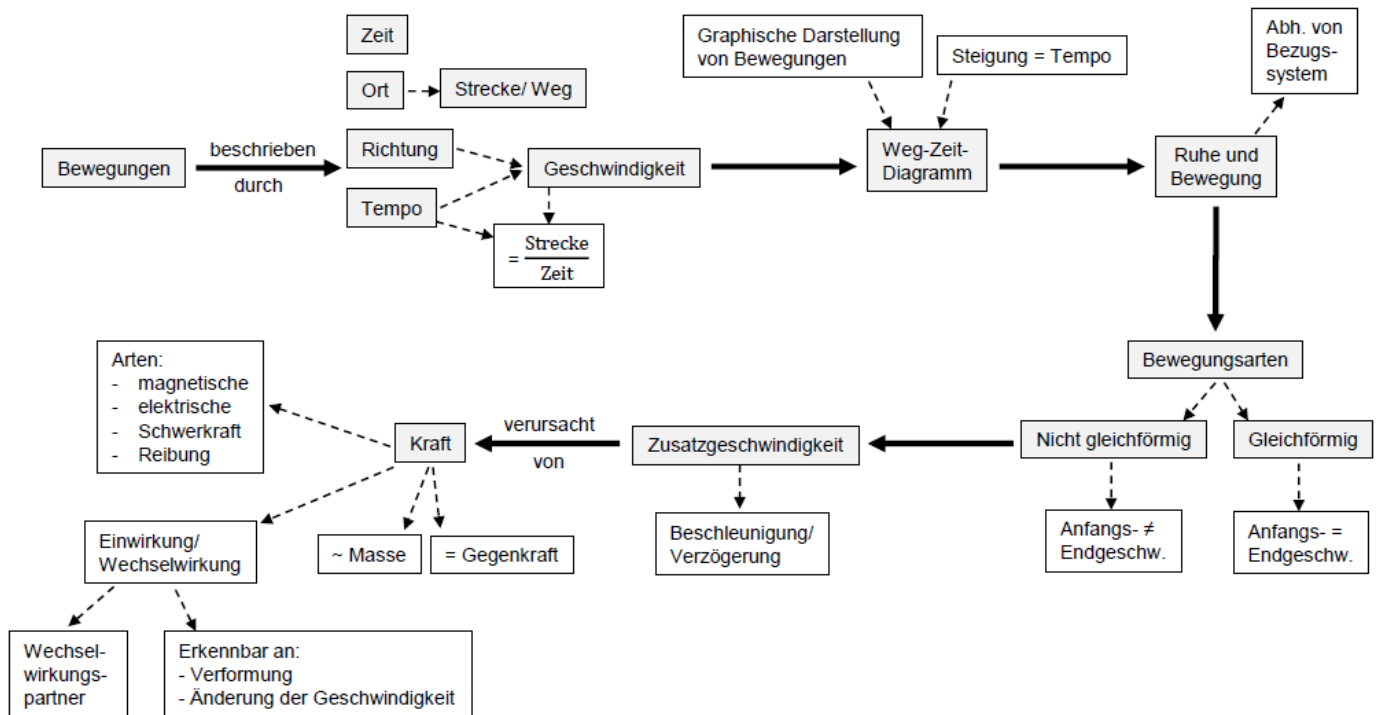 Zeit
Ort
Strecke/ Weg
Richtung
Tempo
Bewegungen
beschrieben
durch
Geschwindigkeit
= Strecke
Zeit
Graphische Darstellung
von Bewegungen
Steigung = Tempo
Weg-Zeit-
Diagramm
Abh. von
Bezugs-
system
Ruhe und
Bewegung
Bewegungsarten
Nicht gleichförmig
Gleichförmig
Anfangs- ≠
Endgeschw.
Anfangs- =
Endgeschw.
Zusatzgeschwindigkeit
Beschleunigung/
Verzögerung
verursacht
von
Kraft
Arten:
- magnetische
- elektrische
- Schwerkraft
- Reibung
~ Masse
= Gegenkraft
Einwirkung/
Wechselwirkung
Wechsel-
wirkungs-
partner
Erkennbar an:
- Verformung
- Änderung der Geschwindigkeit